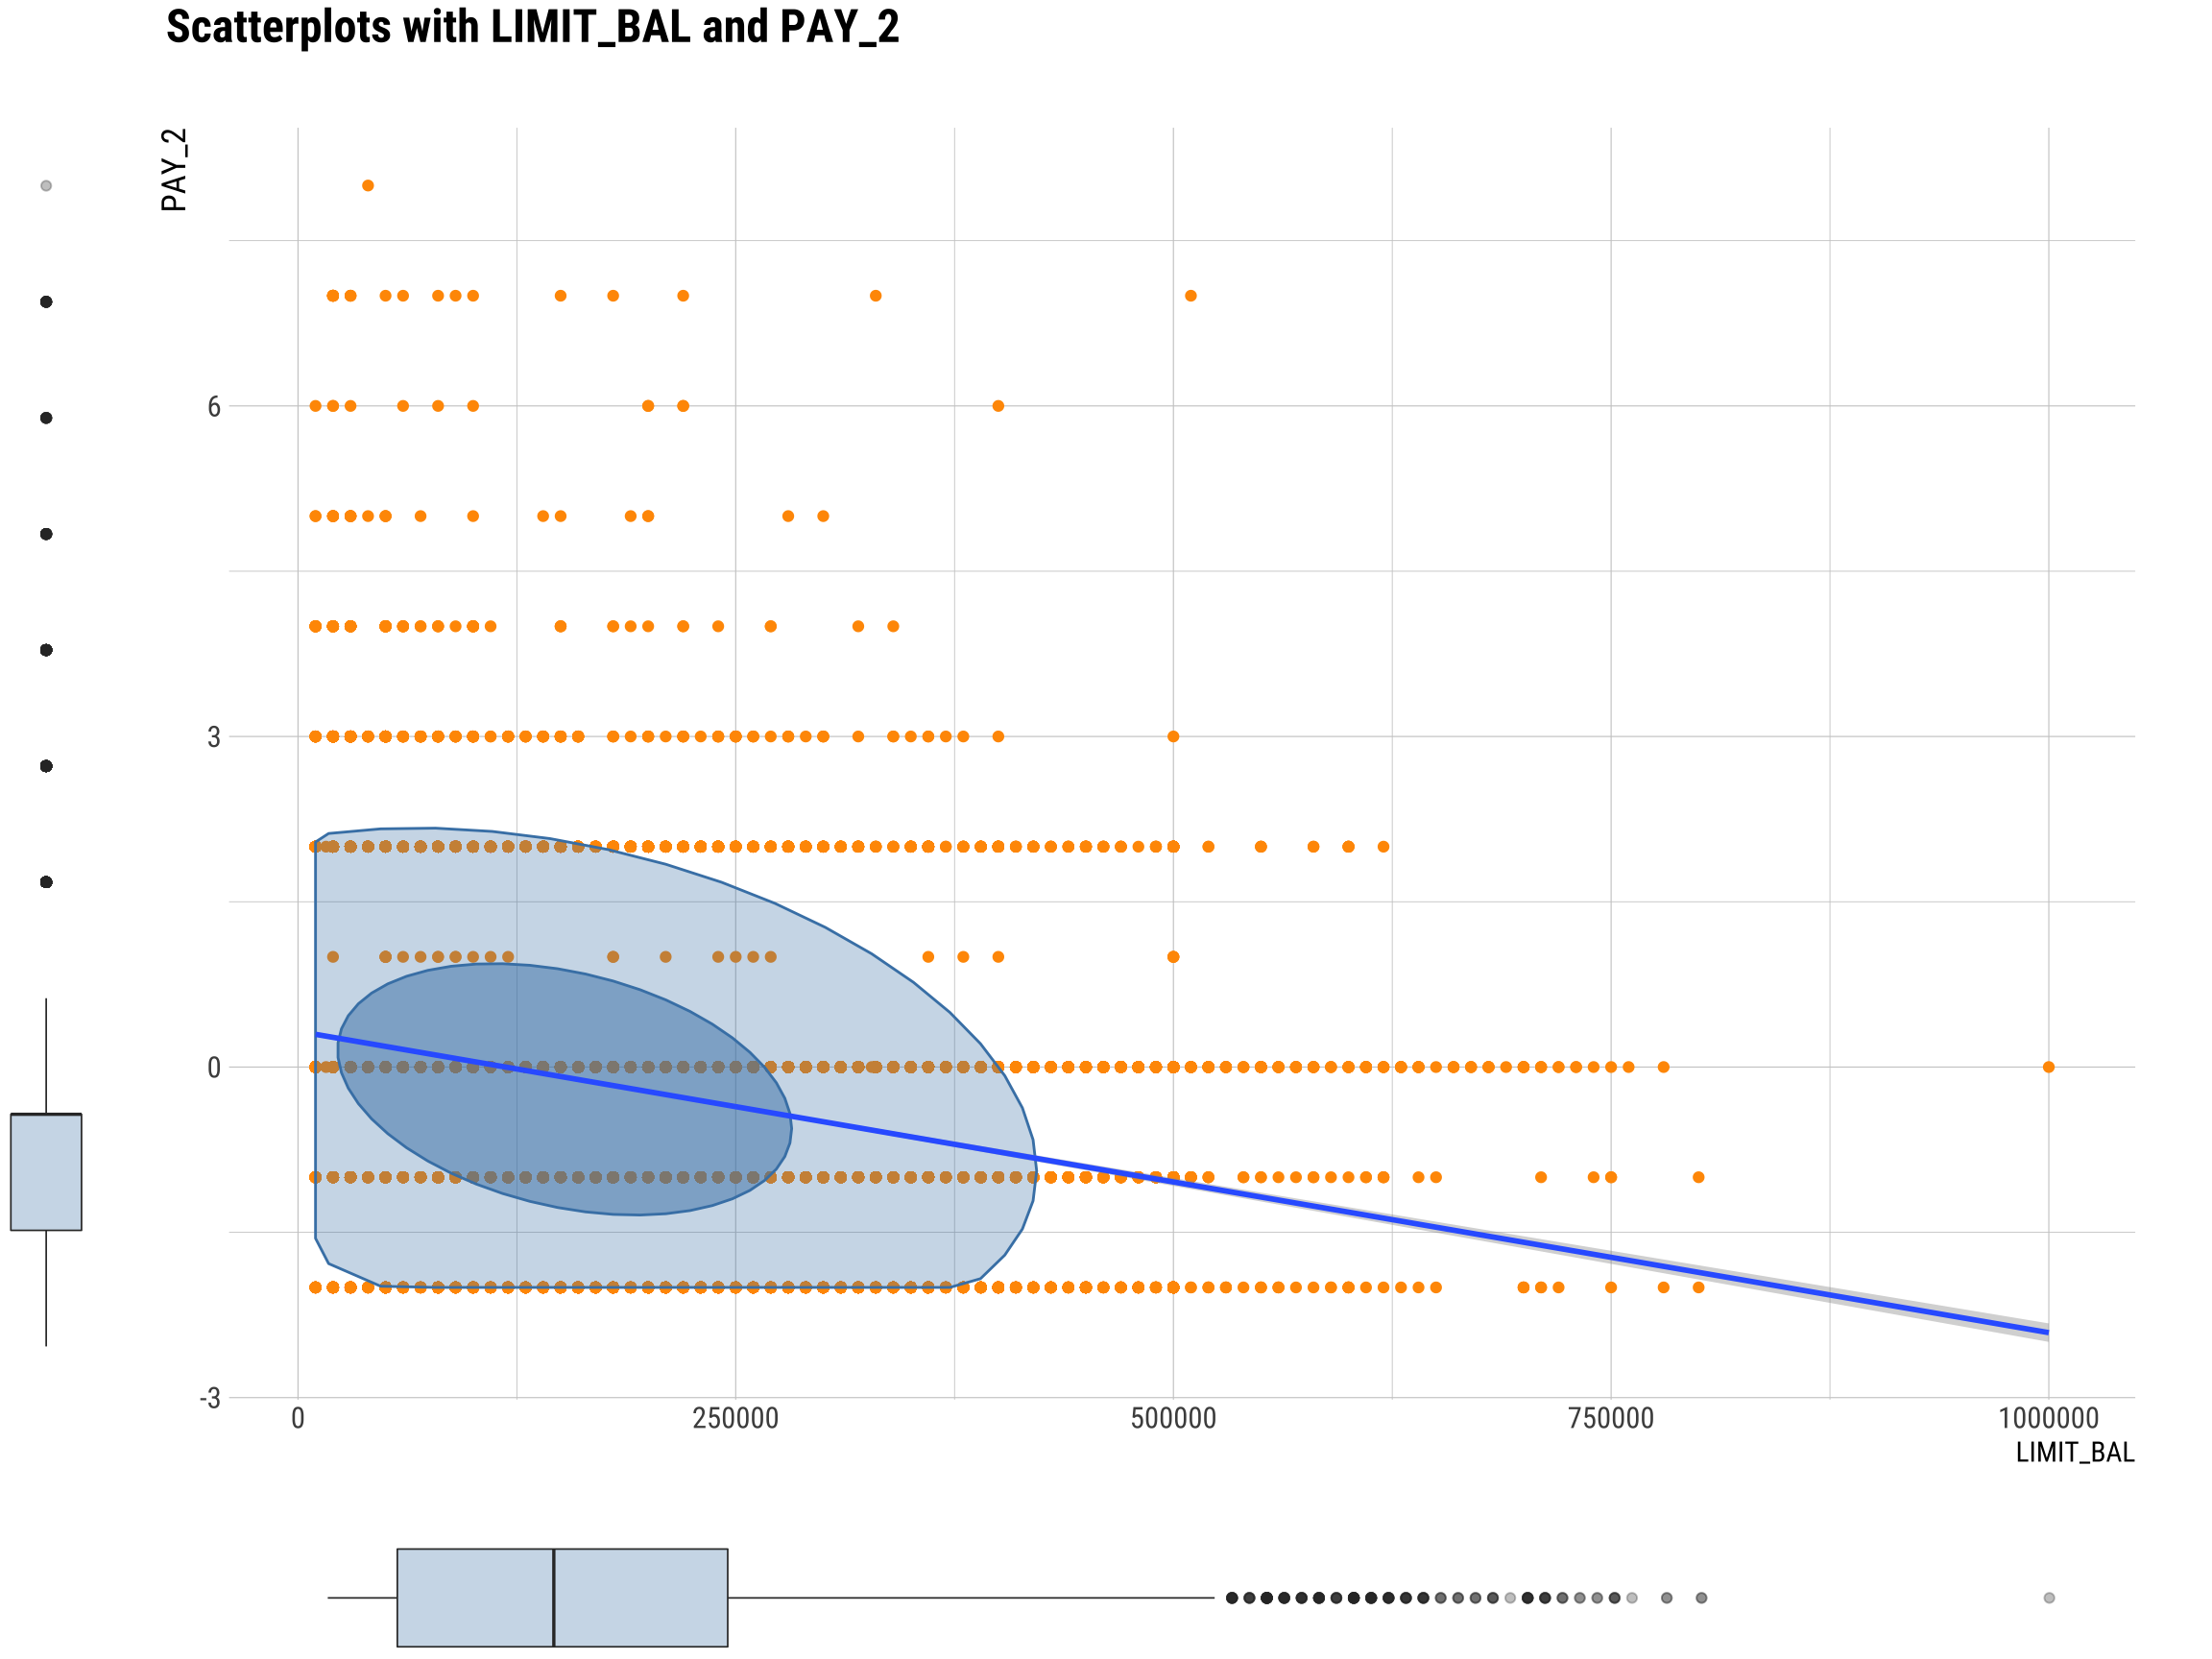 Scatterplots with LIMIT_BAL and PAY_2
PAY_2
6
3
0
-3
0 250000 500000 750000 1000000
LIMIT_BAL